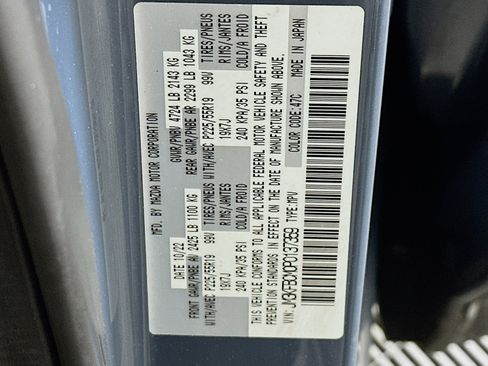 MFD. BY MAZDA MOTOR CORPORATION
DATE 10/22 GVWR/PNBV 4724 LB 2143 KG
FRONT GAWR/PNBE AV 2425 LB 1100 KG REAR GAWR/PNBE AR 2299 LB 1043 KG
WITH/AVEC P225/55R19 99V TIRES/PNEUS WITH/AVEC P225/55R19 99V TIRES/PNEUS
19X7J RIMS/JANTES 19X7J RIMS/JANTES
240 KPA/35 PSI COLD/A FROID 240 KPA/35 PSI COLD/A FROID
THIS VEHICLE CONFORMS TO ALL APPLICABLE FEDERAL MOTOR VEHICLE SAFETY AND THEFT
PREVENTION STANDARDS IN EFFECT ON THE DATE OF MANUFACTURE SHOWN ABOVE.
VIN: TYPE:MPV COLOR CODE:47C MADE IN JAPAN